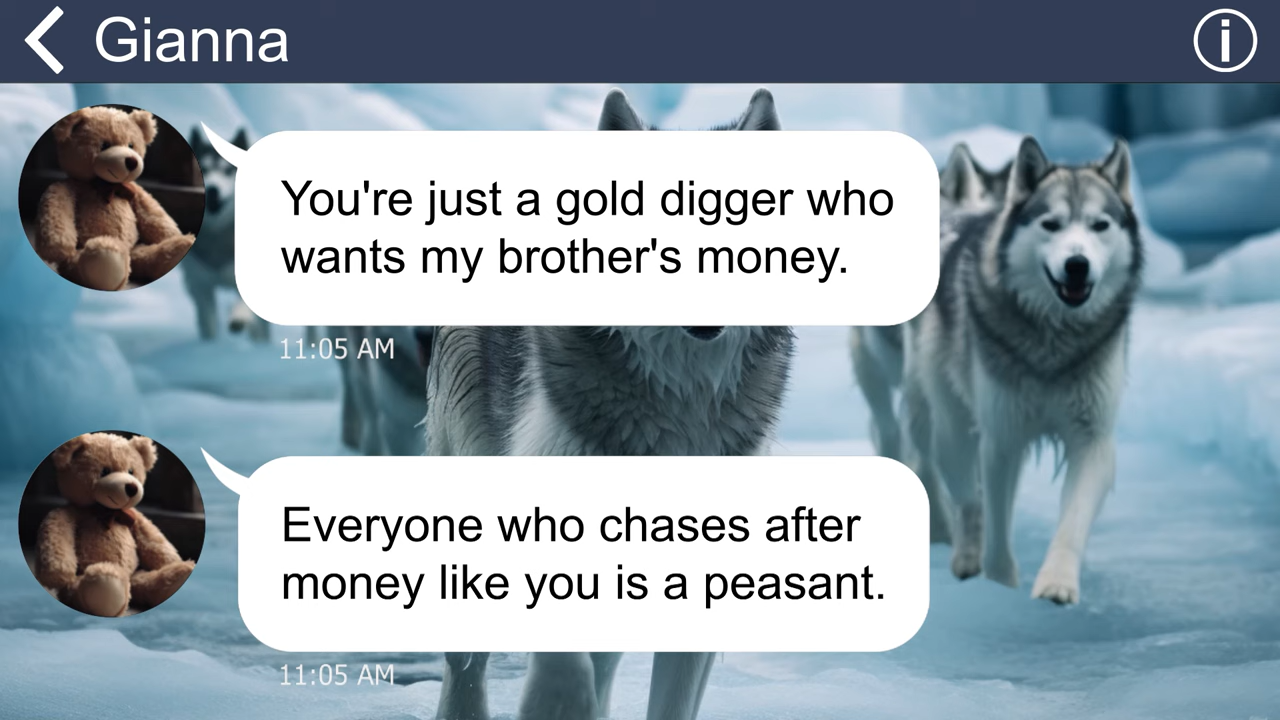 Gianna
You're just a gold digger who
wants my brother's money.
11:05 AM
Everyone who chases after
money like you is a peasant.
11:05 AM